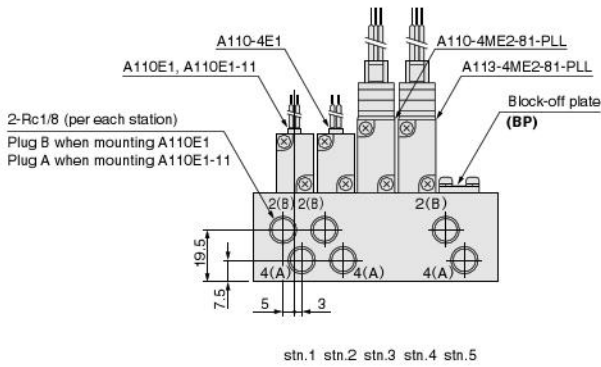 A110-4E1
A110-4ME2-81-PLL
A110E1, A110E1-11
A113-4ME2-81-PLL
Block-off plate
(BP)
2-Rc1/8 (per each station)
Plug B when mounting A110E1
Plug A when mounting A110E1-11
2(B) 2(B) 2(B)
19.5
4(A) 4(A) 4(A)
7.5
5 3
stn.1 stn.2 stn.3 stn.4 stn.5